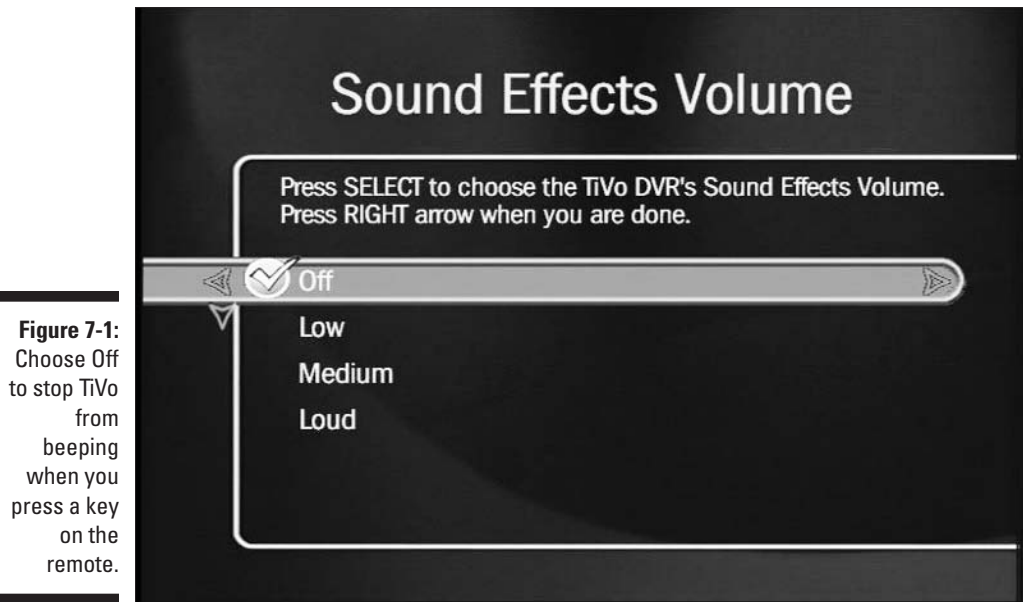 Sound Effects Volume
Press SELECT to choose the TiVo DVR's Sound Effects Volume.
Press RIGHT arrow when you are done.
Off
Low
Medium
Loud
Figure 7-1:
Choose Off
to stop TiVo
from
beeping
when you
press a key
on the
remote.